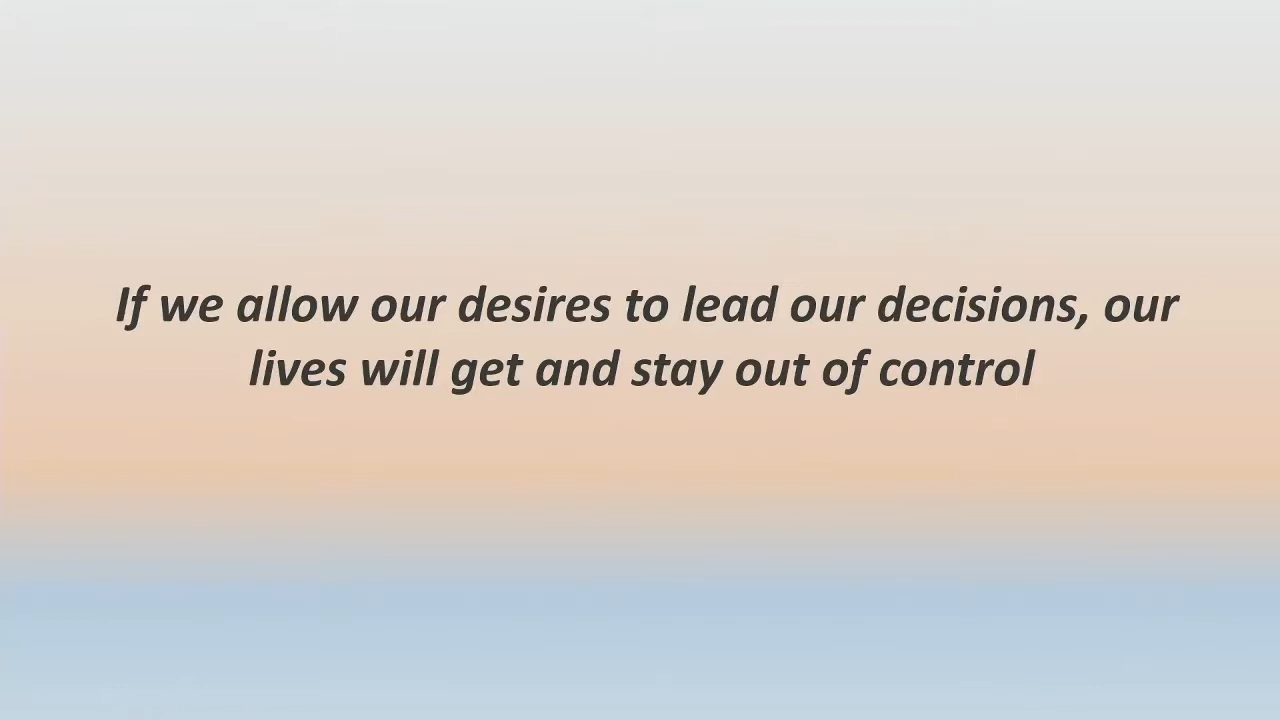 If we allow our desires to lead our decisions, our
lives will get and stay out of control